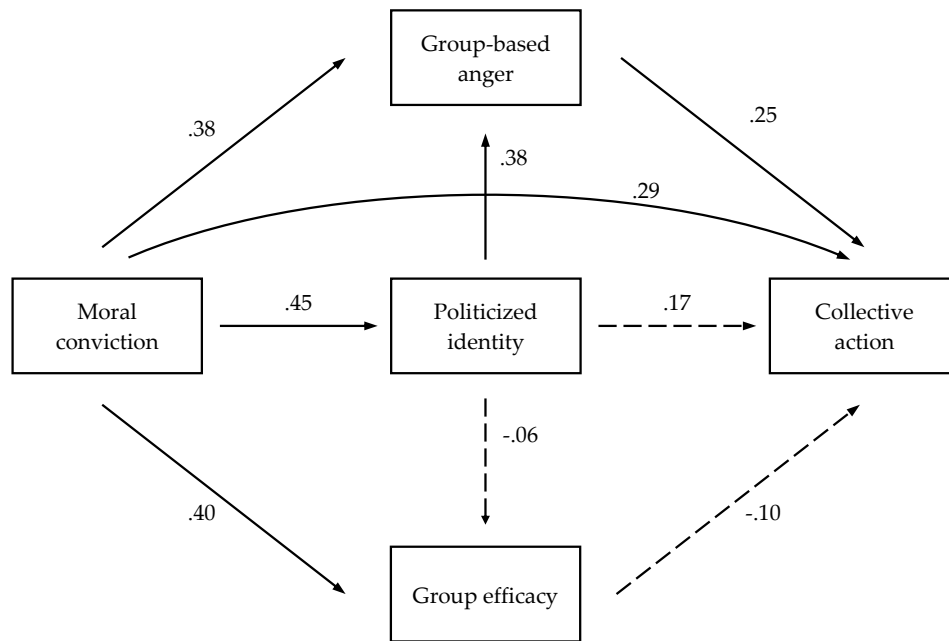 Group-based
anger
.38
.25
.38
.29
Moral
conviction
.45
Politicized
identity
.17
Collective
action
-.06
.40
-.10
Group efficacy